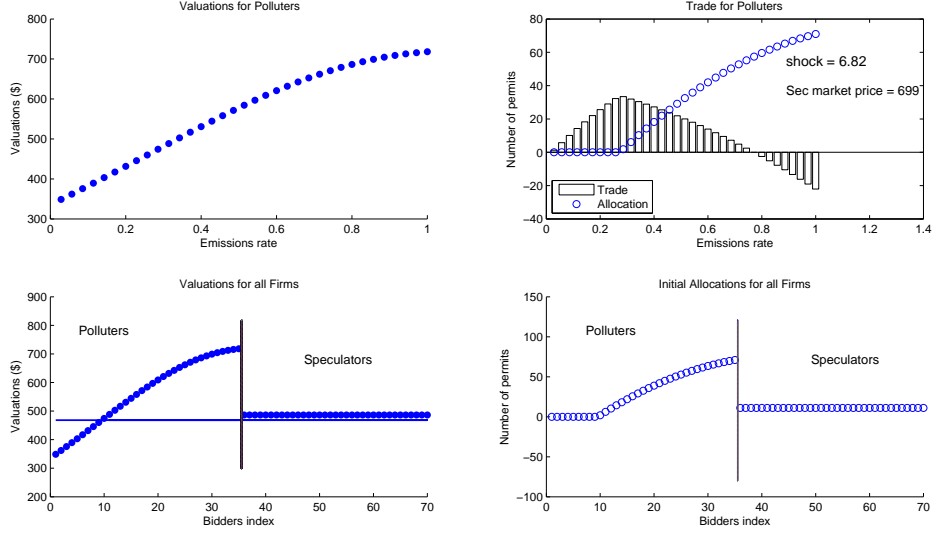 Valuations for Polluters
800
700
600
500
400
300
0
0.2
0.4
0.6
0.8
1
Valuations ($)
Emissions rate
Trade for Polluters
80
60
40
20
0
−20
−40
0
0.2
0.4
0.6
0.8
1
1.2
1.4
Number of permits
Emissions rate
shock = 6.82
Sec market price = 699
Trade
Allocation
Valuations for all Firms
900
800
700
600
500
400
300
200
0
10
20
30
40
50
60
70
Valuations ($)
Bidders index
Polluters
Speculators
Initial Allocations for all Firms
150
100
50
0
−50
−100
0
10
20
30
40
50
60
70
Number of permits
Bidders index
Polluters
Speculators